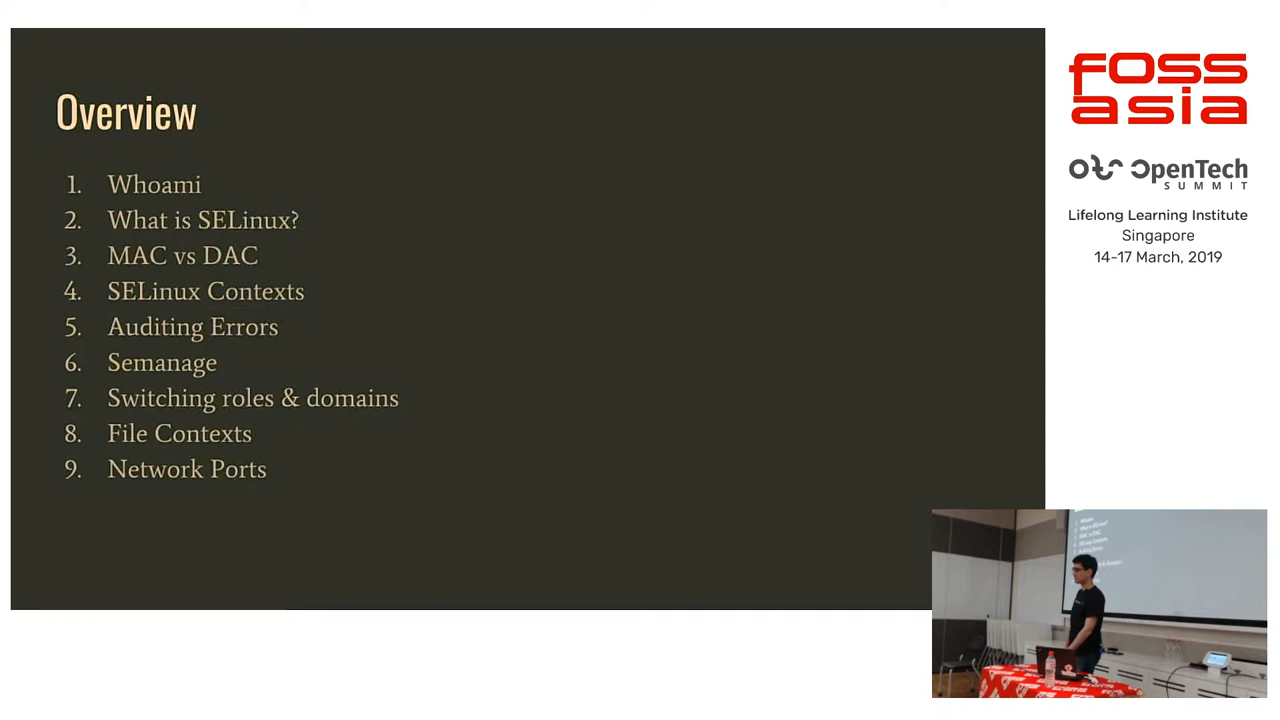 Overview
1. Whoami
2. What is SELinux?
3. MAC vs DAC
4. SELinux Contexts
5. Auditing Errors
6. Semanage
7. Switching roles & domains
8. File Contexts
9. Network Ports
FOSS
ASIA
OpenTech
SUMMIT
Lifelong Learning Institute
Singapore
14-17 March, 2019